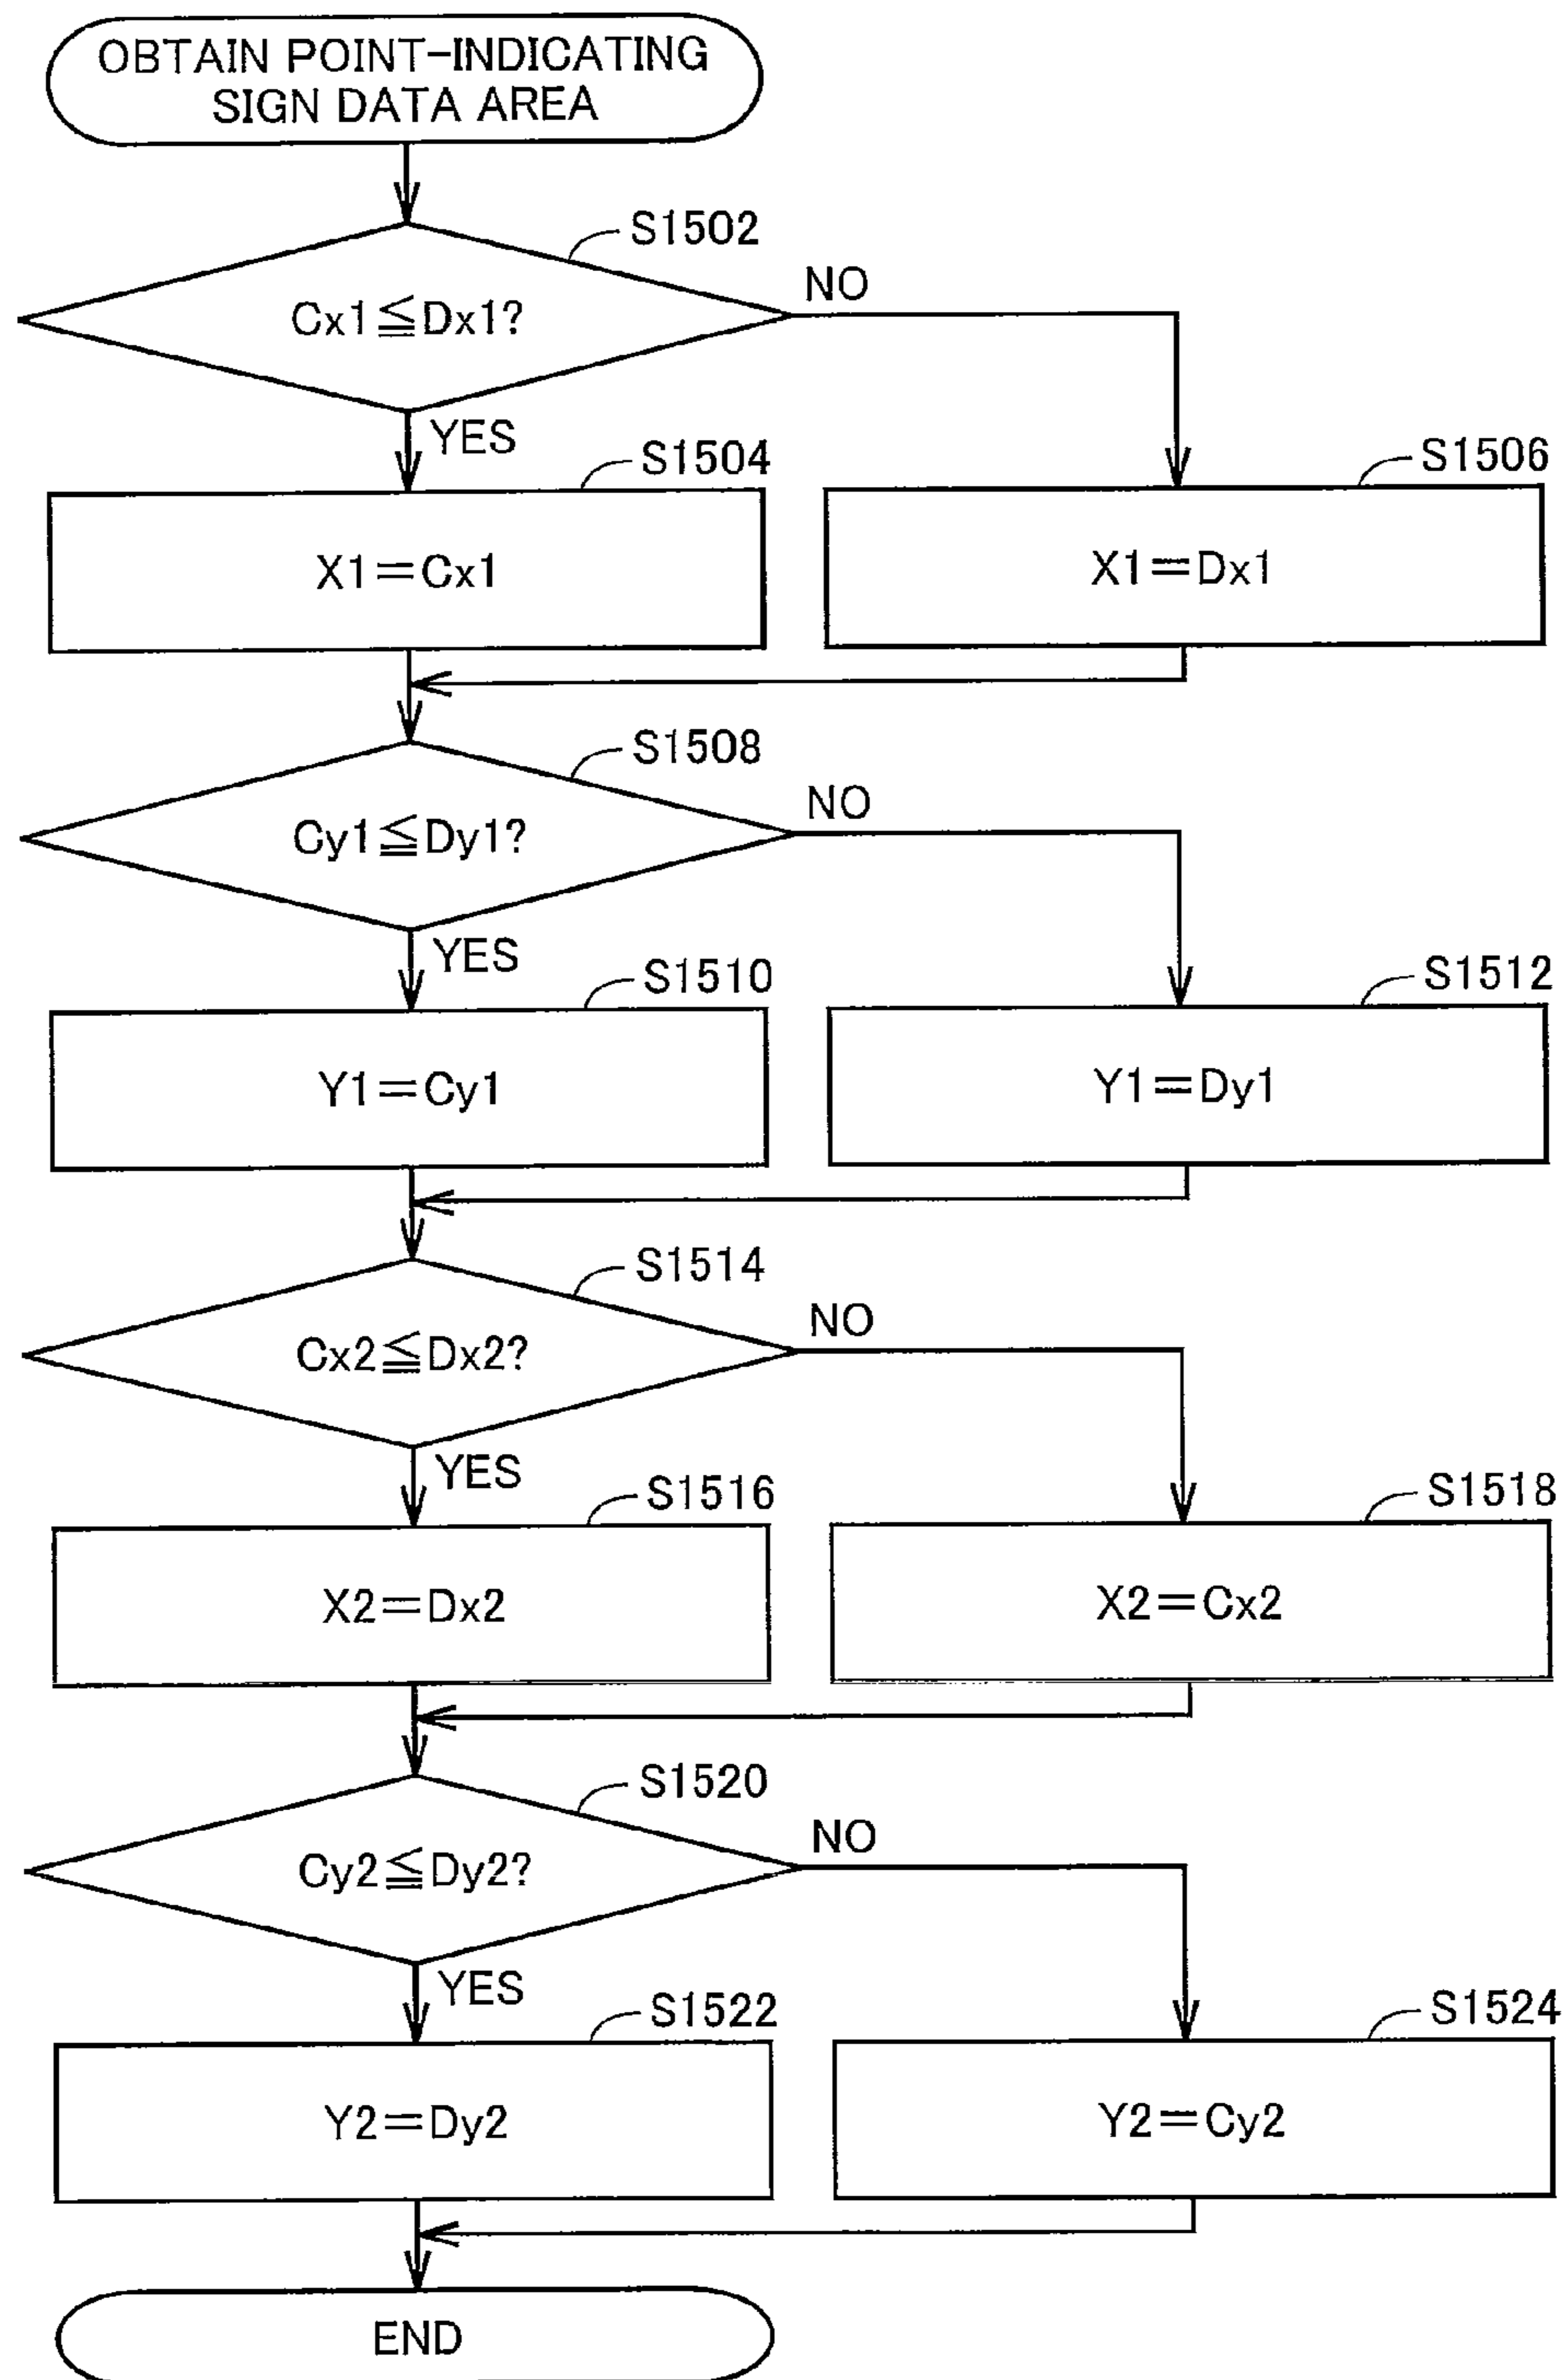 OBTAIN POINT-INDICATING
SIGN DATA AREA
S1502
Cx1≦Dx1?
NO
YES
S1504
S1506
X1=Cx1
X1=Dx1
S1508
Cy1≦Dy1?
NO
YES
S1510
S1512
Y1=Cy1
Y1=Dy1
S1514
Cx2≦Dx2?
NO
YES
S1516
S1518
X2=Dx2
X2=Cx2
S1520
Cy2≦Dy2?
NO
YES
S1522
S1524
Y2=Dy2
Y2=Cy2
END